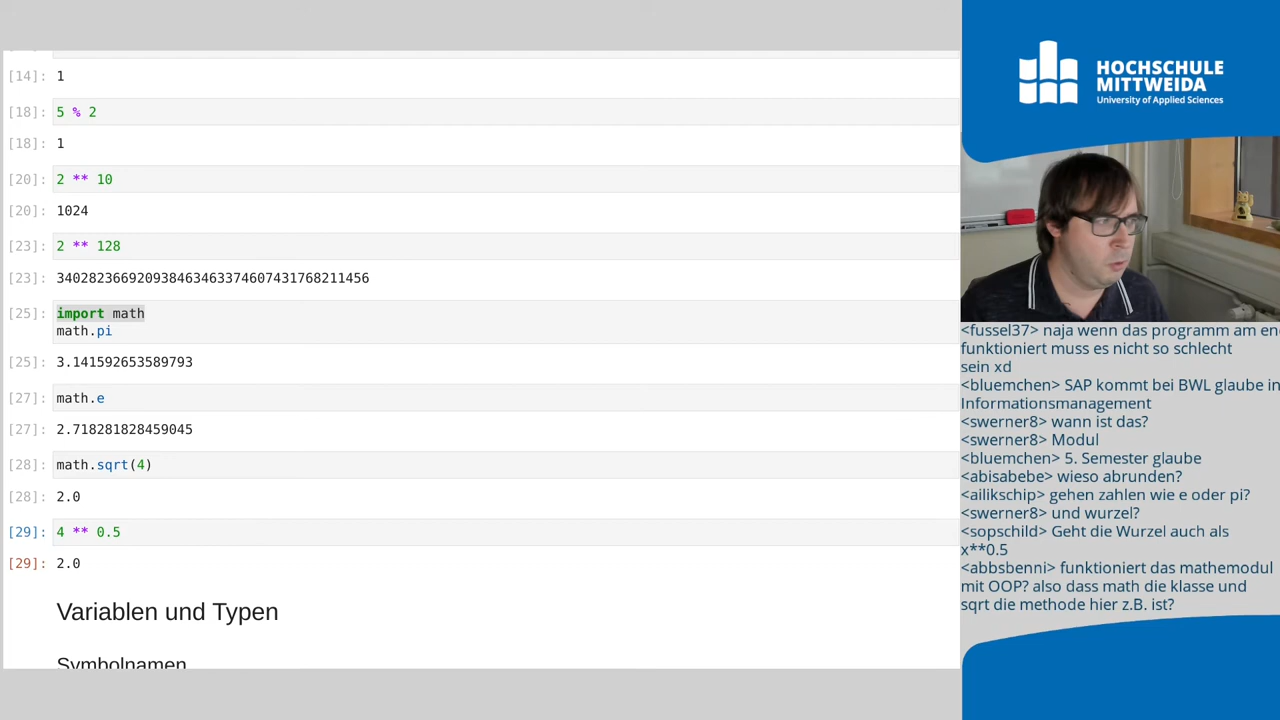 [14]: 1
[18]: 5 % 2
[18]: 1
[20]: 2 ** 10
[20]: 1024
[23]: 2 ** 128
[23]: 340282366920938463463374607431768211456
[25]: import math
math.pi
[25]: 3.141592653589793
[27]: math.e
[27]: 2.718281828459045
[28]: math.sqrt(4)
[28]: 2.0
[29]: 4 ** 0.5
[29]: 2.0
Variablen und Typen
Symbolnamen
HOCHSCHULE
MITTWEIDA
University of Applied Sciences
<fussel37> naja wenn das programm am en
funktioniert muss es nicht so schlecht
sein xd
<bluemchen> SAP kommt bei BWL glaube in
Informationsmanagement
<swerner8> wann ist das?
<swerner8> Modul
<bluemchen> 5. Semester glaube
<abisabebe> wieso abrunden?
<ailikschip> gehen zahlen wie e oder pi?
<swerner8> und wurzel?
<sopschild> Geht die Wurzel auch als
x**0.5
<abbsbenni> funktioniert das mathemodul
mit OOP? also dass math die klasse und
sqrt die methode hier z.B. ist?